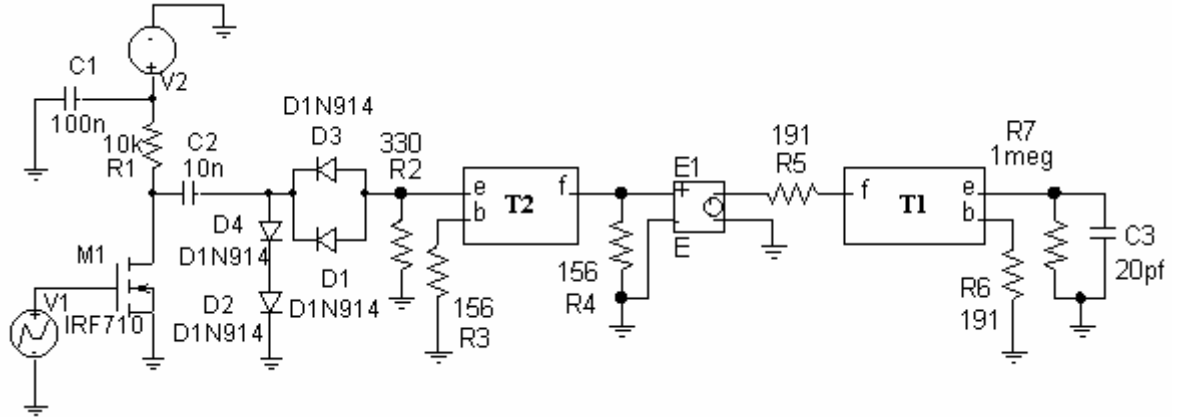 -
+
V2
C1
100n
10k
R1
C2
10n
D1N914
D3
330
R2
e
b
T2
f
E1
+
-
E
191
R5
f
T1
e
b
R7
1meg
C3
20pf
D4
D1N914
D1
D1N914
D2
D1N914
M1
IRF710
V1
+
-
156
R3
156
R4
R6
191